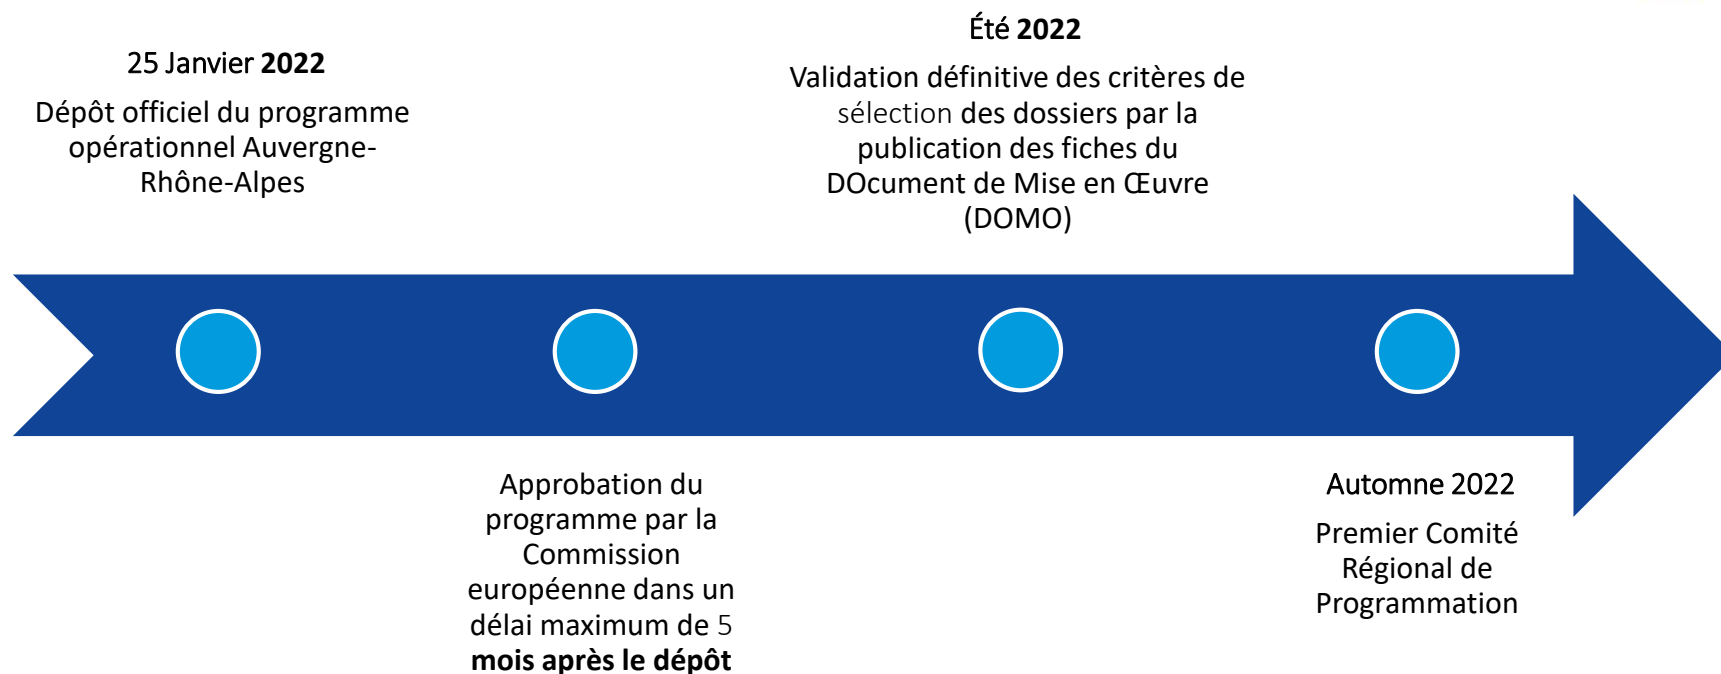 25 Janvier 2022
Dépôt officiel du programme
opérationnel Auvergne-
Rhône-Alpes
Approbation du
programme par la
Commission
européenne dans un
délai maximum de 5
mois après le dépôt
Été 2022
Validation définitive des critères de
sélection des dossiers par la
publication des fiches du
DOcument de Mise en Œuvre
(DOMO)
Automne 2022
Premier Comité
Régional de
Programmation